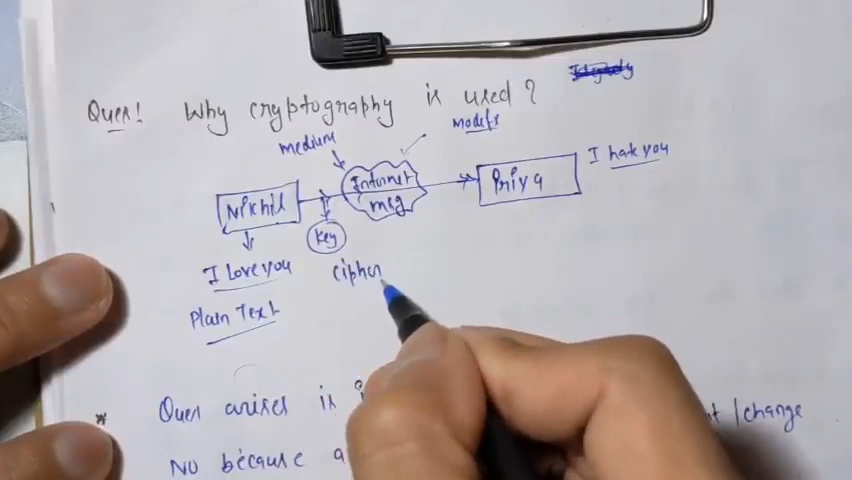 Ques! Why cryptography is used?
medium
modify
Internet
msg
Nikhil
Priya
I hate you
Key
I Love you
cipher
Plain Text
* Ques arises is i
t / change
No because a